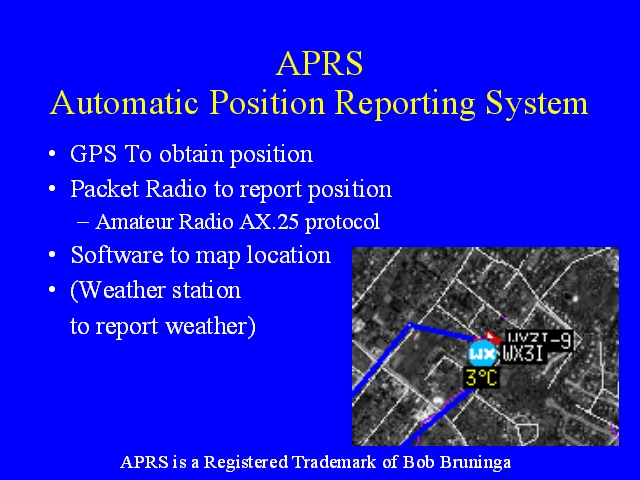 APRS
Automatic Position Reporting System
• GPS To obtain position
• Packet Radio to report position
– Amateur Radio AX.25 protocol
• Software to map location
• (Weather station
to report weather)
-9
WX
WX3I
3°C
APRS is a Registered Trademark of Bob Bruninga